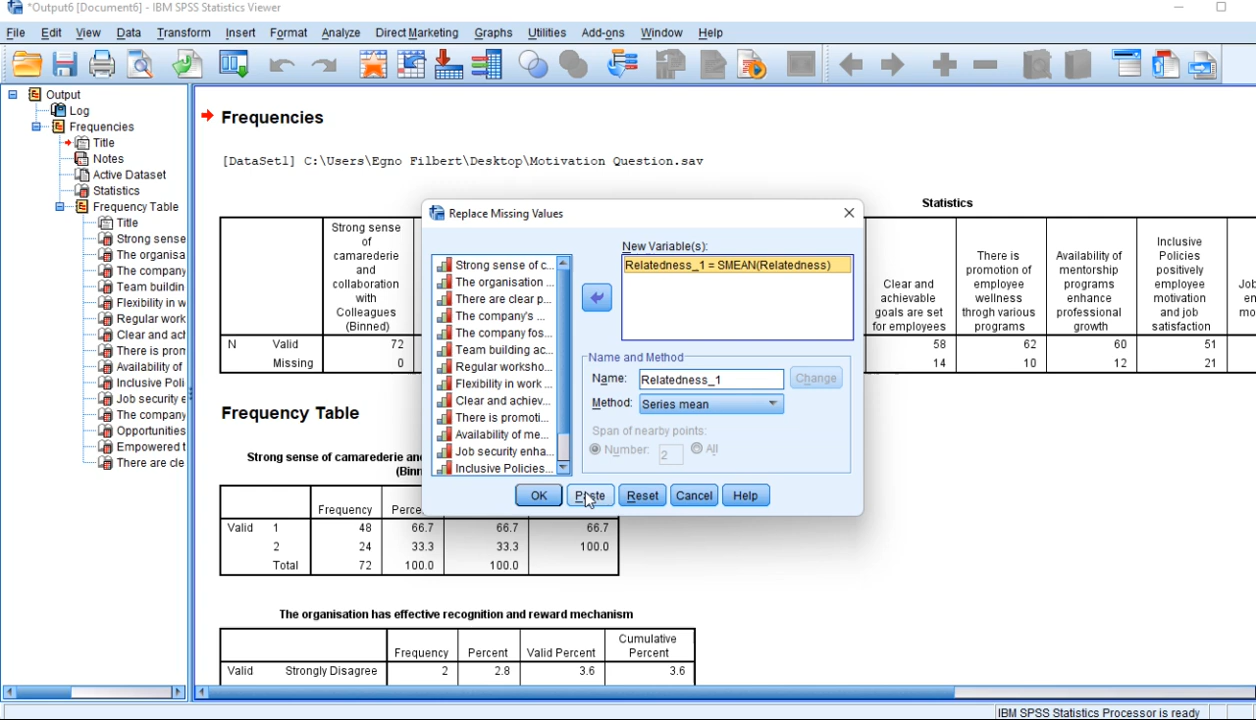 *Output6 [Document6] - IBM SPSS Statistics Viewer
File Edit View Data Transform Insert Format Analyze Direct Marketing Graphs Utilities Add-ons Window Help
Output
Log
Frequencies
Title
Notes
Active Dataset
Statistics
Frequency Table
Title
Strong sense
The organisa
The company
Team buildin
Flexibility in w
Regular work
Clear and ach
There is pron
Availability of
Inclusive Poli
Job security e
The company
Opportunities
Empowered t
There are cle
Frequencies
[DataSet1] C:\Users\Egno Filbert\Desktop\Motivation Question.sav
Statistics
Strong sense
of
camarederie
and
collaboration
with
Colleagues
(Binned)
Clear and
achievable
goals are set
for employees
There is
promotion of
employee
wellness
throgh various
programs
Availability of
mentorship
programs
enhance
professional
growth
Inclusive
Policies
positively
employee
motivation
and job
satisfaction
Job
en
mo
N Valid 72 58 62 60 51
Missing 0 14 10 12 21
Replace Missing Values
New Variable(s):
Relatedness_1 = SMEAN(Relatedness)
Strong sense of c...
The organisation ...
There are clear p...
The company's ...
The company fos...
Team building ac...
Regular worksho...
Flexibility in work ...
Clear and achiev...
There is promoti...
Availability of me...
Job security enha...
Inclusive Policies...
Name and Method
Name: Relatedness_1 Change
Method: Series mean
Span of nearby points:
Number: 2 All
OK Paste Reset Cancel Help
Frequency Table
Strong sense of camarederie an
(Binn
Frequency Perce
Valid 1 48 66.7 66.7 66.7
2 24 33.3 33.3 100.0
Total 72 100.0 100.0
The organisation has effective recognition and reward mechanism
Frequency Percent Valid Percent Cumulative
Percent
Valid Strongly Disagree 2 2.8 3.6 3.6
IBM SPSS Statistics Processor is ready